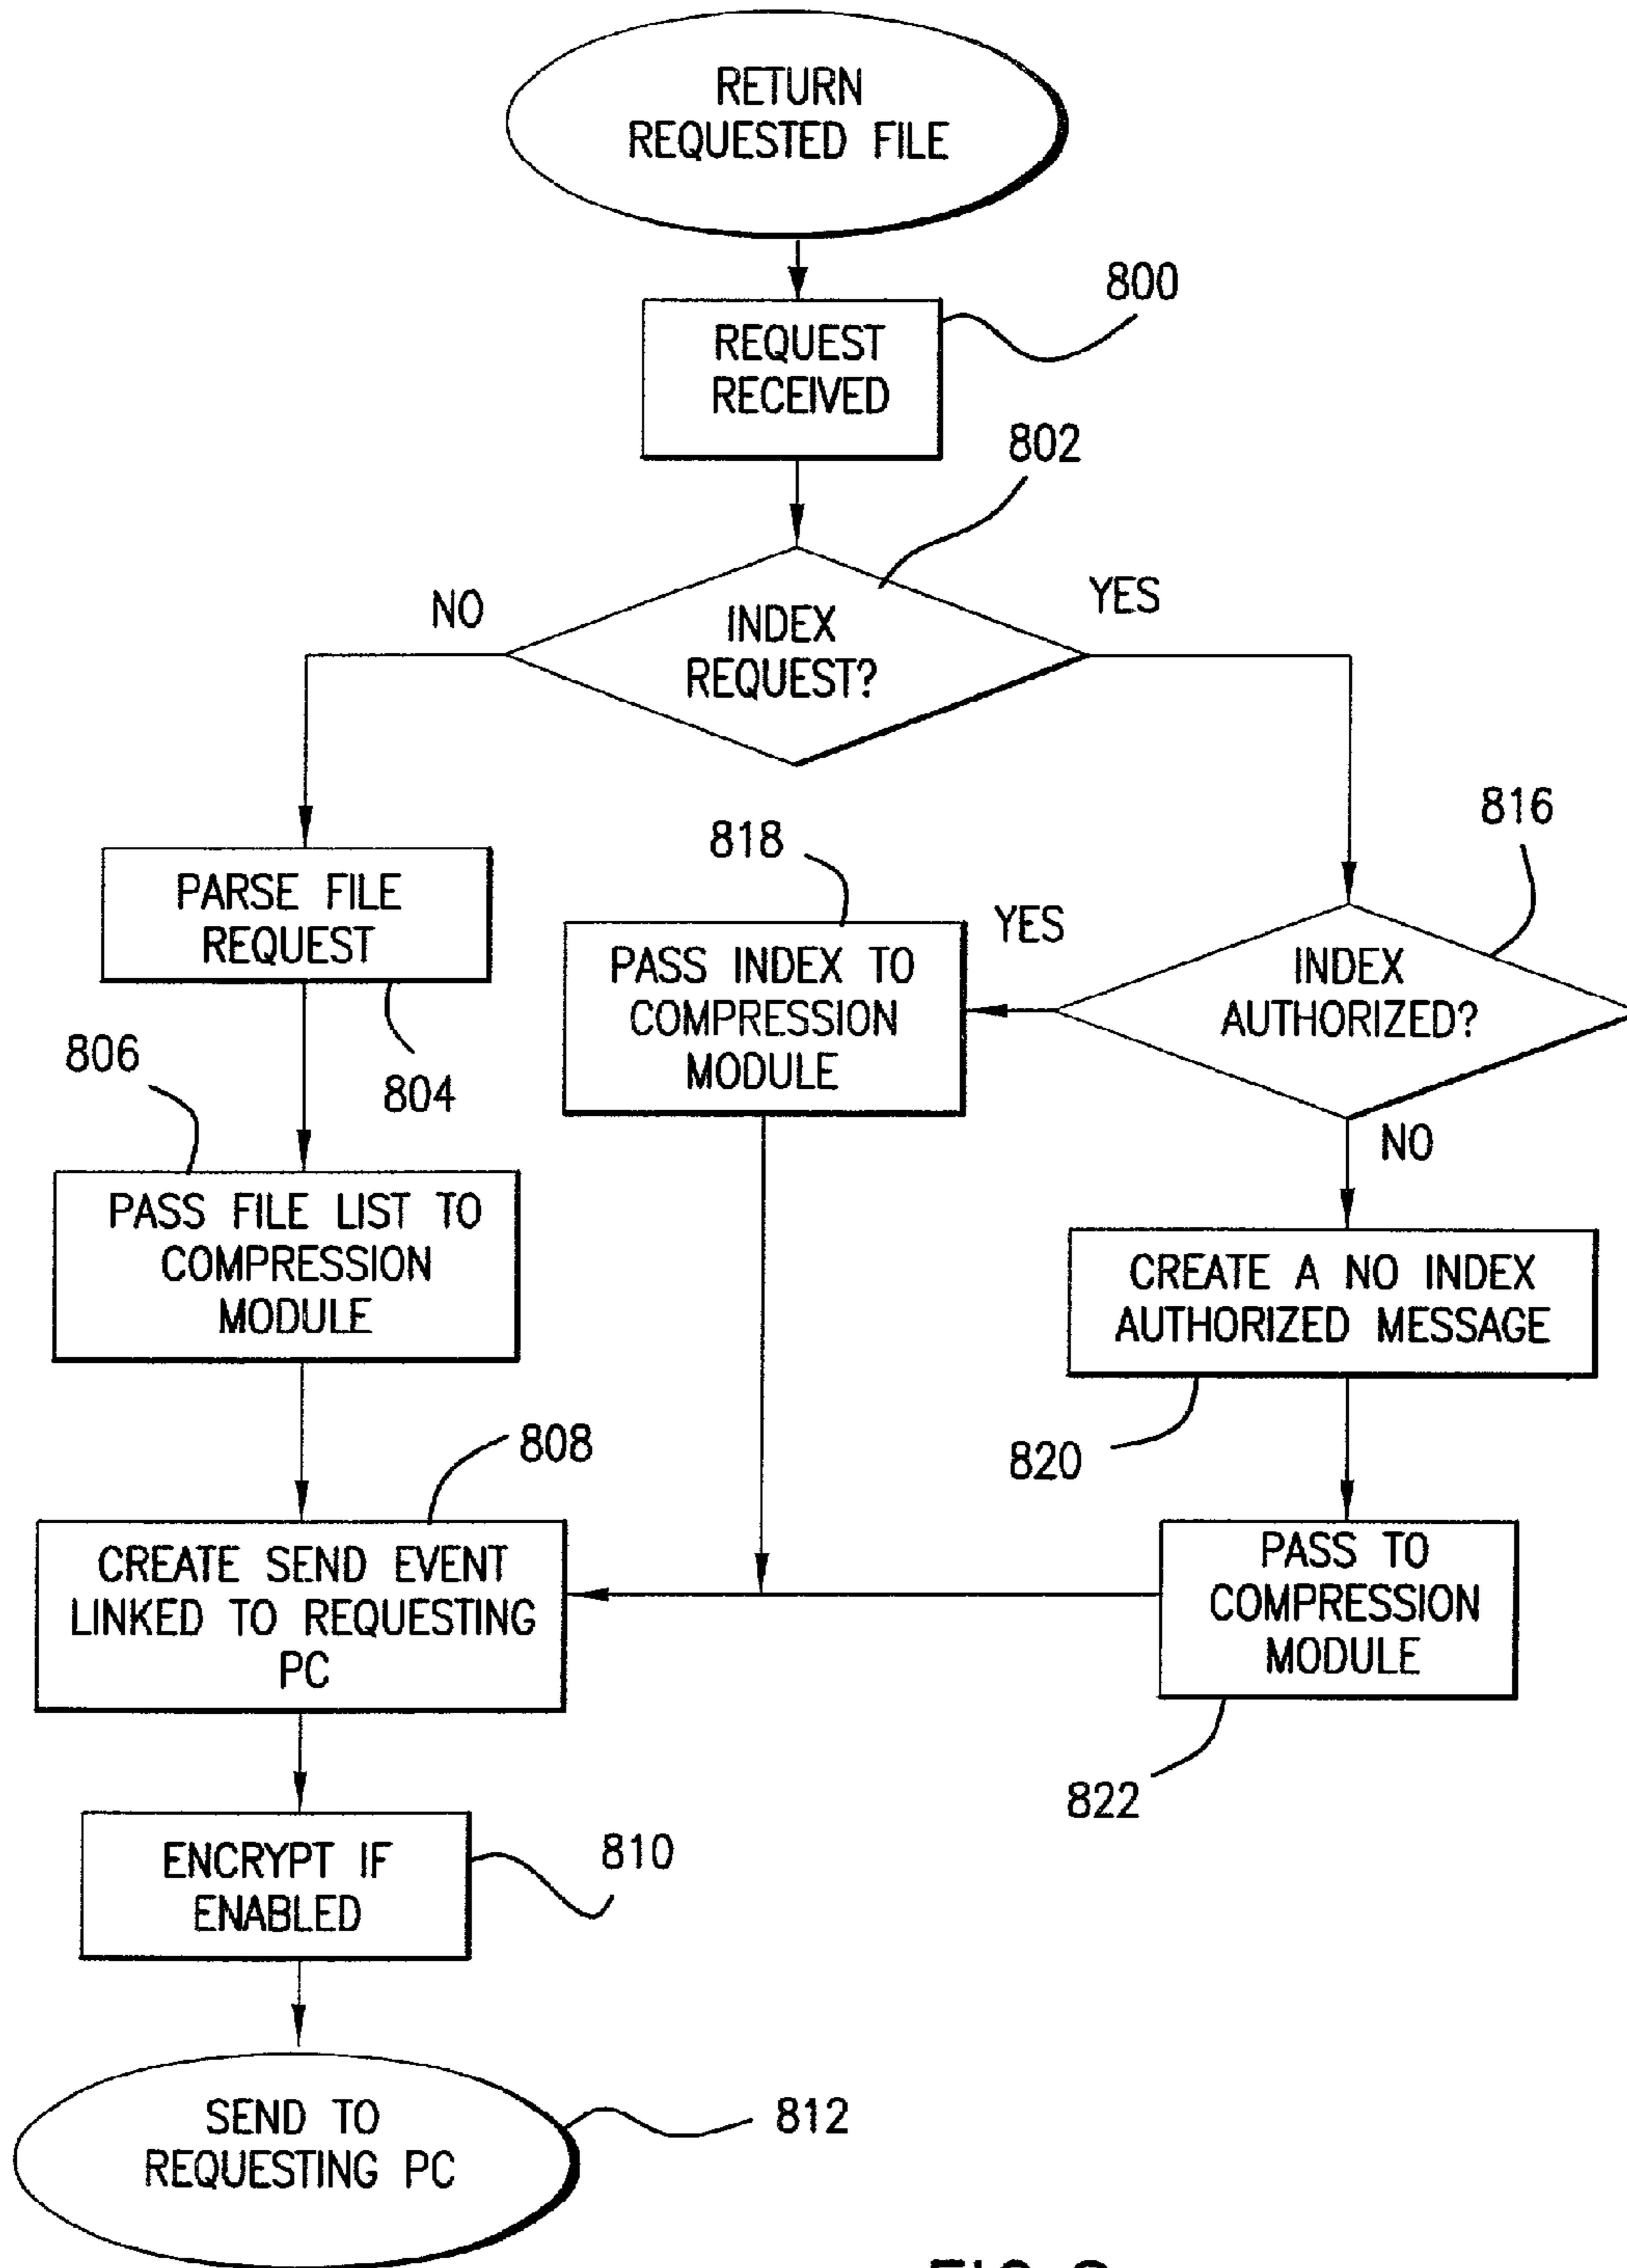 RETURN
REQUESTED FILE
800
REQUEST
RECEIVED
802
NO
YES
INDEX
REQUEST?
816
818
PARSE FILE
REQUEST
YES
PASS INDEX TO
COMPRESSION
MODULE
INDEX
AUTHORIZED?
806
804
NO
PASS FILE LIST TO
COMPRESSION
MODULE
CREATE A NO INDEX
AUTHORIZED MESSAGE
808
820
CREATE SEND EVENT
LINKED TO REQUESTING
PC
PASS TO
COMPRESSION
MODULE
822
ENCRYPT IF
ENABLED
810
SEND TO
REQUESTING PC
812